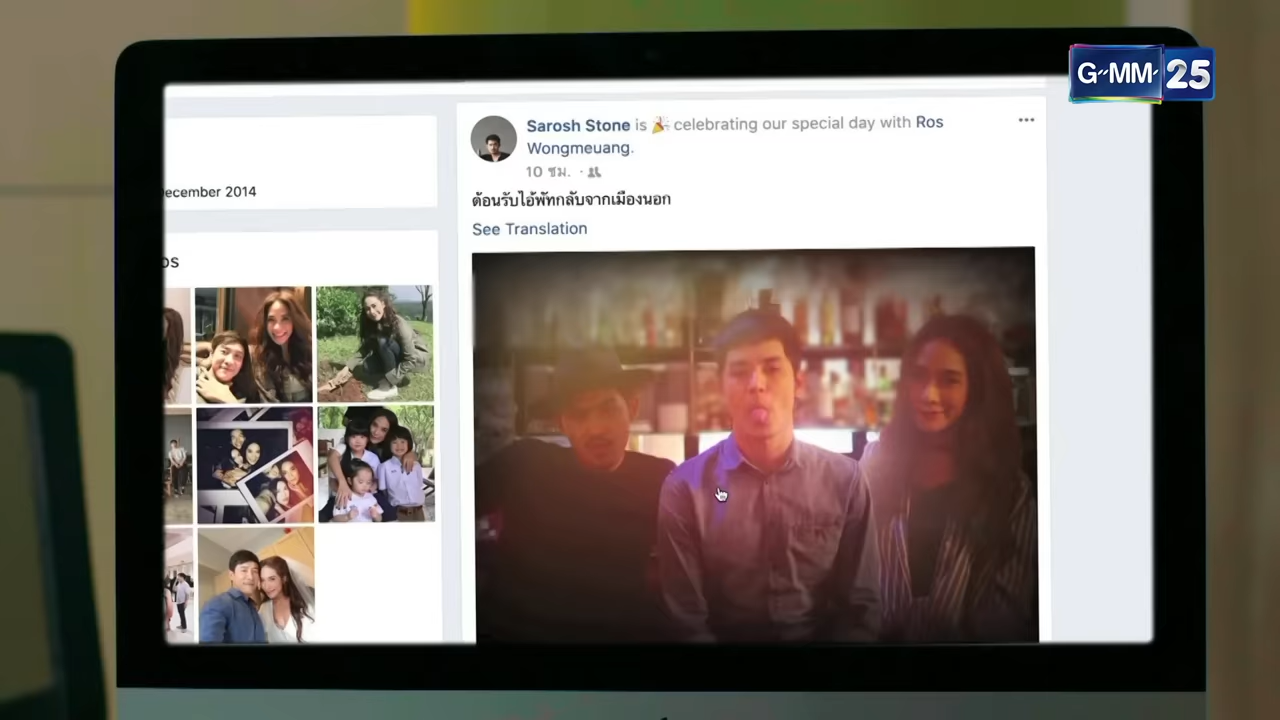 G-MM 25
Sarosh Stone is 🎉 celebrating our special day with Ros
Wongmeuang.
10 ชม. ·
ต้อนรับไอ้พัทกลับจากเมืองนอก
See Translation
ecember 2014
os